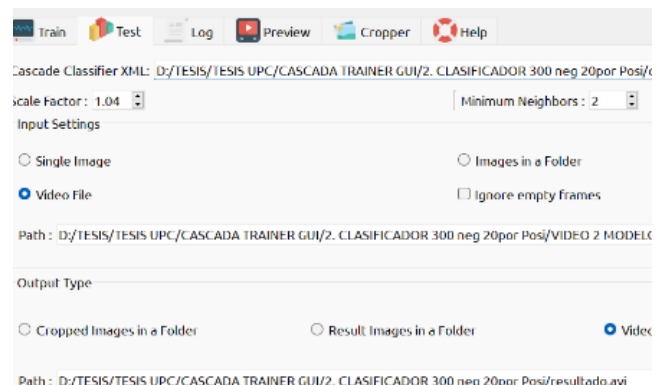 Train Test Log Preview Cropper Help
Cascade Classifier XML: D:/TESIS/TESIS UPC/CASCADA TRAINER GUI/2. CLASIFICADOR 300 neg 20por Posi/
Scale Factor : 1.04 Minimum Neighbors : 2
Input Settings
Single Image Images in a Folder
Video File Ignore empty frames
Path : D:/TESIS/TESIS UPC/CASCADA TRAINER GUI/2. CLASIFICADOR 300 neg 20por Posi/VIDEO 2 MODELO
Output Type
Cropped Images in a Folder Result Images in a Folder Video
Path : D:/TESIS/TESIS UPC/CASCADA TRAINER GUI/2. CLASIFICADOR 300 neg 20por Posi/resultado.avi